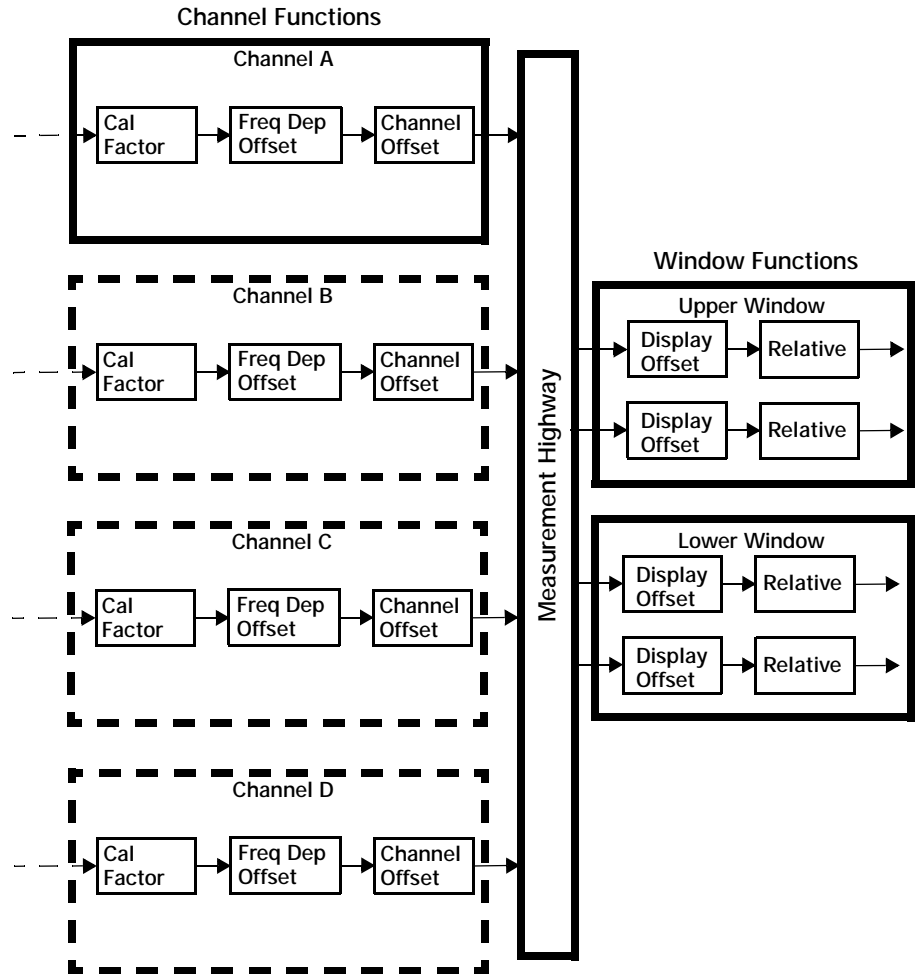 Channel Functions
Channel A
Cal
Factor
Freq Dep
Offset
Channel
Offset
Channel B
Cal
Factor
Freq Dep
Offset
Channel
Offset
Channel C
Cal
Factor
Freq Dep
Offset
Channel
Offset
Channel D
Cal
Factor
Freq Dep
Offset
Channel
Offset
Measurement Highway
Window Functions
Upper Window
Display
Offset
Relative
Display
Offset
Relative
Lower Window
Display
Offset
Relative
Display
Offset
Relative